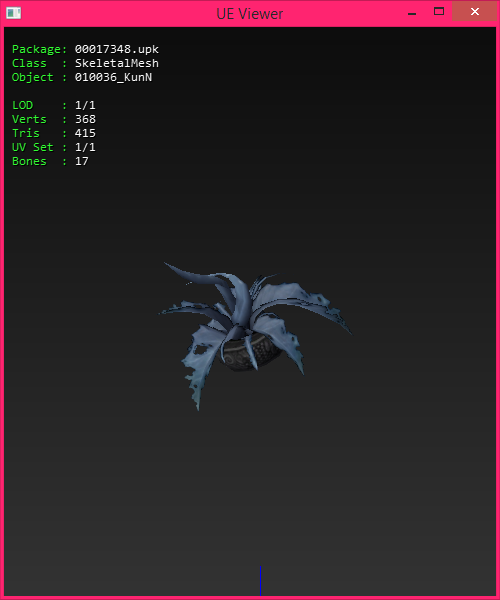 UE Viewer
Package: 00017348.upk
Class  : SkeletalMesh
Object : 010036_KunN
LOD    : 1/1
Verts  : 368
Tris   : 415
UV Set : 1/1
Bones  : 17